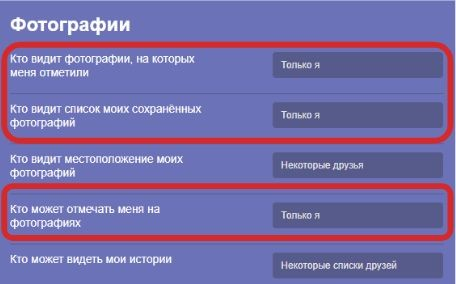 Фотографии
Кто видит фотографии, на которых
меня отметили
Только я
Кто видит список моих сохранённых
фотографий
Только я
Кто видит местоположение моих
фотографий
Некоторые друзья
Кто может отмечать меня на
фотографиях
Только я
Кто может видеть мои истории
Некоторые списки друзей